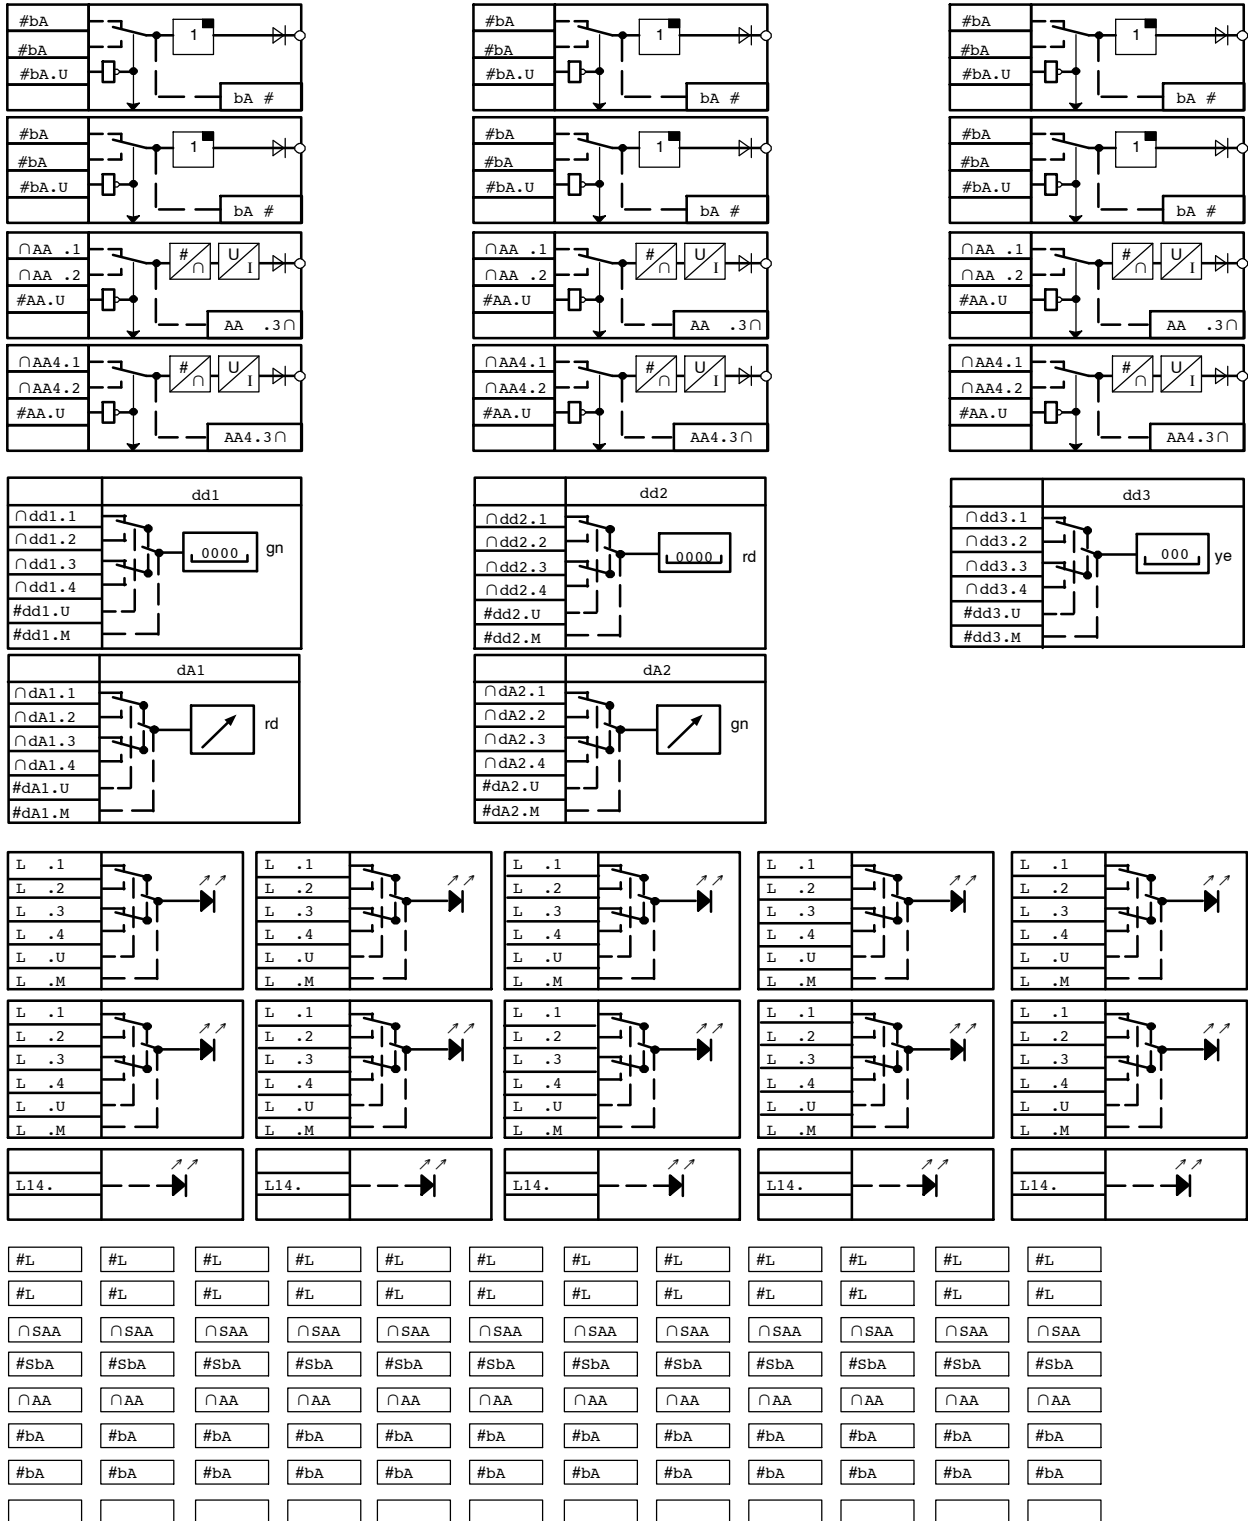 #bA #bA #bA
1 1 1
#bA #bA #bA
#bA.U #bA.U #bA.U
bA # bA # bA #
#bA #bA #bA
1 1 1
#bA #bA #bA
#bA.U #bA.U #bA.U
bA # bA # bA #
∩AA .1 # ∩ U I ∩AA .1 # ∩ U I ∩AA .1 # ∩ U I
∩AA .2 ∩AA .2 ∩AA .2
#AA.U #AA.U #AA.U
AA .3∩ AA .3∩ AA .3∩
∩AA4.1 # ∩ U I ∩AA4.1 # ∩ U I ∩AA4.1 # ∩ U I
∩AA4.2 ∩AA4.2 ∩AA4.2
#AA.U #AA.U #AA.U
AA4.3∩ AA4.3∩ AA4.3∩
dd1 dd2 dd3
∩dd1.1 ∩dd2.1 ∩dd3.1
∩dd1.2 ∩dd2.2 ∩dd3.2
0000 gn 0000 rd 000 ye
∩dd1.3 ∩dd2.3 ∩dd3.3
∩dd1.4 ∩dd2.4 ∩dd3.4
#dd1.U #dd2.U #dd3.U
#dd1.M #dd2.M #dd3.M
dA1 dA2
∩dA1.1 ∩dA2.1
∩dA1.2 rd ∩dA2.2 gn
∩dA1.3 ∩dA2.3
∩dA1.4 ∩dA2.4
#dA1.U #dA2.U
#dA1.M #dA2.M
L .1 L .1 L .1 L .1 L .1
L .2 L .2 L .2 L .2 L .2
L .3 L .3 L .3 L .3 L .3
L .4 L .4 L .4 L .4 L .4
L .U L .U L .U L .U L .U
L .M L .M L .M L .M L .M
L .1 L .1 L .1 L .1 L .1
L .2 L .2 L .2 L .2 L .2
L .3 L .3 L .3 L .3 L .3
L .4 L .4 L .4 L .4 L .4
L .U L .U L .U L .U L .U
L .M L .M L .M L .M L .M
L14. L14. L14. L14. L14.
#L #L #L #L #L #L #L #L #L #L #L #L
#L #L #L #L #L #L #L #L #L #L #L #L
∩SAA ∩SAA ∩SAA ∩SAA ∩SAA ∩SAA ∩SAA ∩SAA ∩SAA ∩SAA ∩SAA ∩SAA
#SbA #SbA #SbA #SbA #SbA #SbA #SbA #SbA #SbA #SbA #SbA #SbA
∩AA ∩AA ∩AA ∩AA ∩AA ∩AA ∩AA ∩AA ∩AA ∩AA ∩AA ∩AA
#bA #bA #bA #bA #bA #bA #bA #bA #bA #bA #bA #bA
#bA #bA #bA #bA #bA #bA #bA #bA #bA #bA #bA #bA